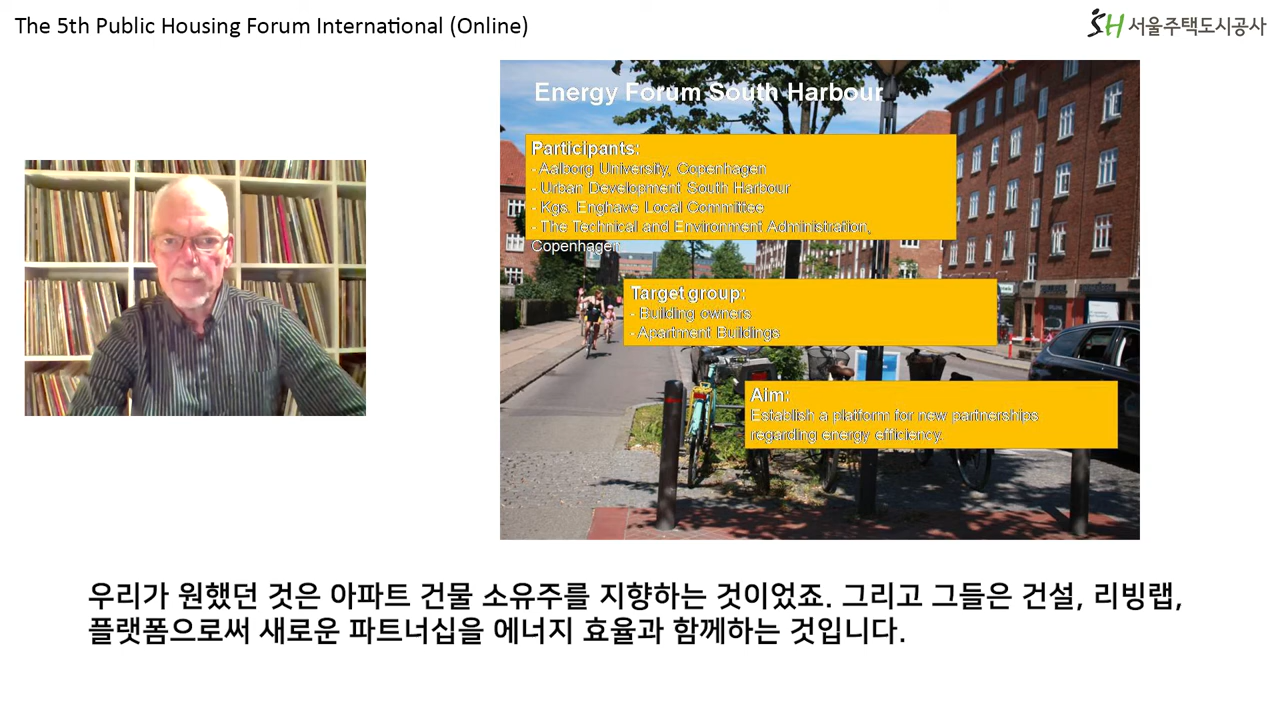 The 5th Public Housing Forum International (Online)
SH 서울주택도시공사
Energy Forum South Harbour
Participants:
- Aalborg University, Copenhagen
- Urban Development South Harbour
- Kgs. Enghave Local Committee
- The Technical and Environment Administration,
Copenhagen
Target group:
- Building owners
- Apartment Buildings
Aim:
Establish a platform for new partnerships
regarding energy efficiency.
우리가 원했던 것은 아파트 건물 소유주를 지향하는 것이었죠. 그리고 그들은 건설, 리빙랩,
플랫폼으로써 새로운 파트너십을 에너지 효율과 함께하는 것입니다.